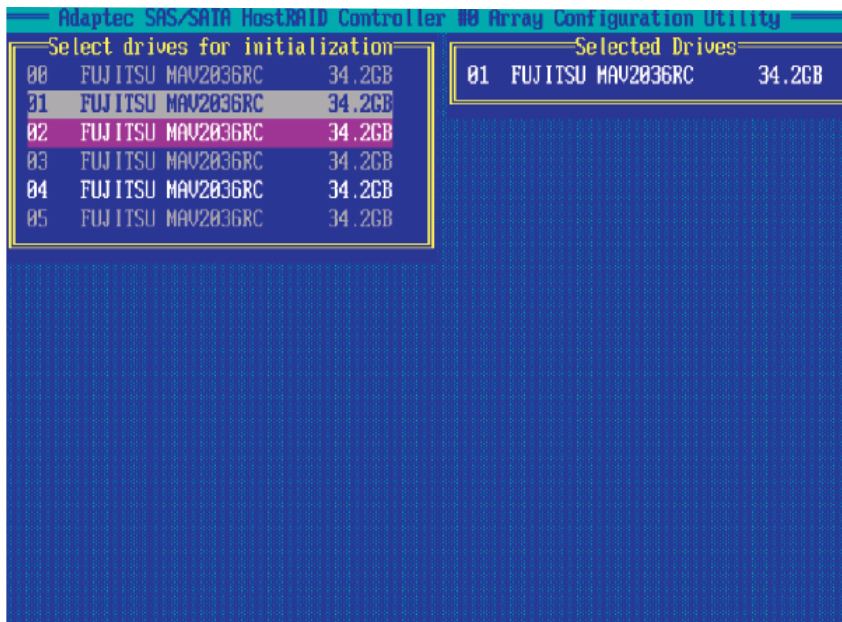 Adaptec SAS/SATA HostRAID Controller #0 Array Configuration Utility
Select drives for initialization
00 FUJITSU MAV2036RC 34.2GB
01 FUJITSU MAV2036RC 34.2GB
02 FUJITSU MAV2036RC 34.2GB
03 FUJITSU MAV2036RC 34.2GB
04 FUJITSU MAV2036RC 34.2GB
05 FUJITSU MAV2036RC 34.2GB
Selected Drives
01 FUJITSU MAV2036RC 34.2GB